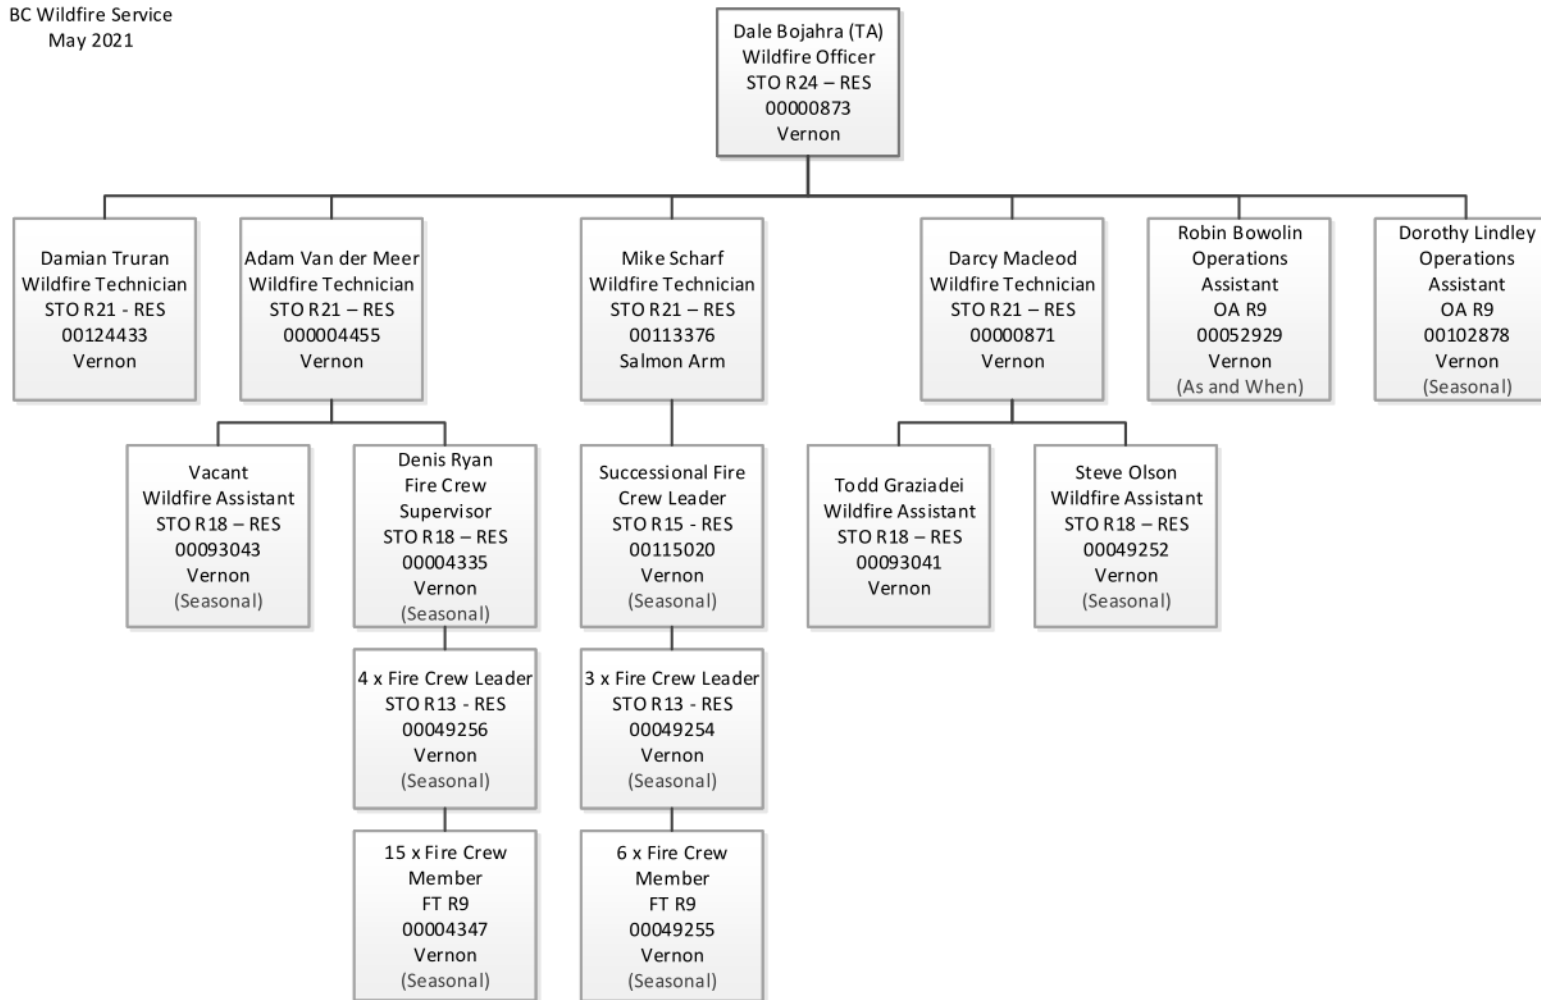 BC Wildfire Service
May 2021
Dale Bojahra (TA)
Wildfire Officer
STO R24 – RES
00000873
Vernon
Damian Truran
Wildfire Technician
STO R21 - RES
00124433
Vernon
Adam Van der Meer
Wildfire Technician
STO R21 – RES
000004455
Vernon
Mike Scharf
Wildfire Technician
STO R21 – RES
00113376
Salmon Arm
Darcy Macleod
Wildfire Technician
STO R21 – RES
00000871
Vernon
Robin Bowolin
Operations
Assistant
OA R9
00052929
Vernon
(As and When)
Dorothy Lindley
Operations
Assistant
OA R9
00102878
Vernon
(Seasonal)
Vacant
Wildfire Assistant
STO R18 – RES
00093043
Vernon
(Seasonal)
Denis Ryan
Fire Crew
Supervisor
STO R18 – RES
00004335
Vernon
(Seasonal)
Successional Fire
Crew Leader
STO R15 - RES
00115020
Vernon
(Seasonal)
Todd Graziadei
Wildfire Assistant
STO R18 – RES
00093041
Vernon
Steve Olson
Wildfire Assistant
STO R18 – RES
00049252
Vernon
(Seasonal)
4 x Fire Crew Leader
STO R13 - RES
00049256
Vernon
(Seasonal)
3 x Fire Crew Leader
STO R13 - RES
00049254
Vernon
(Seasonal)
15 x Fire Crew
Member
FT R9
00004347
Vernon
(Seasonal)
6 x Fire Crew
Member
FT R9
00049255
Vernon
(Seasonal)